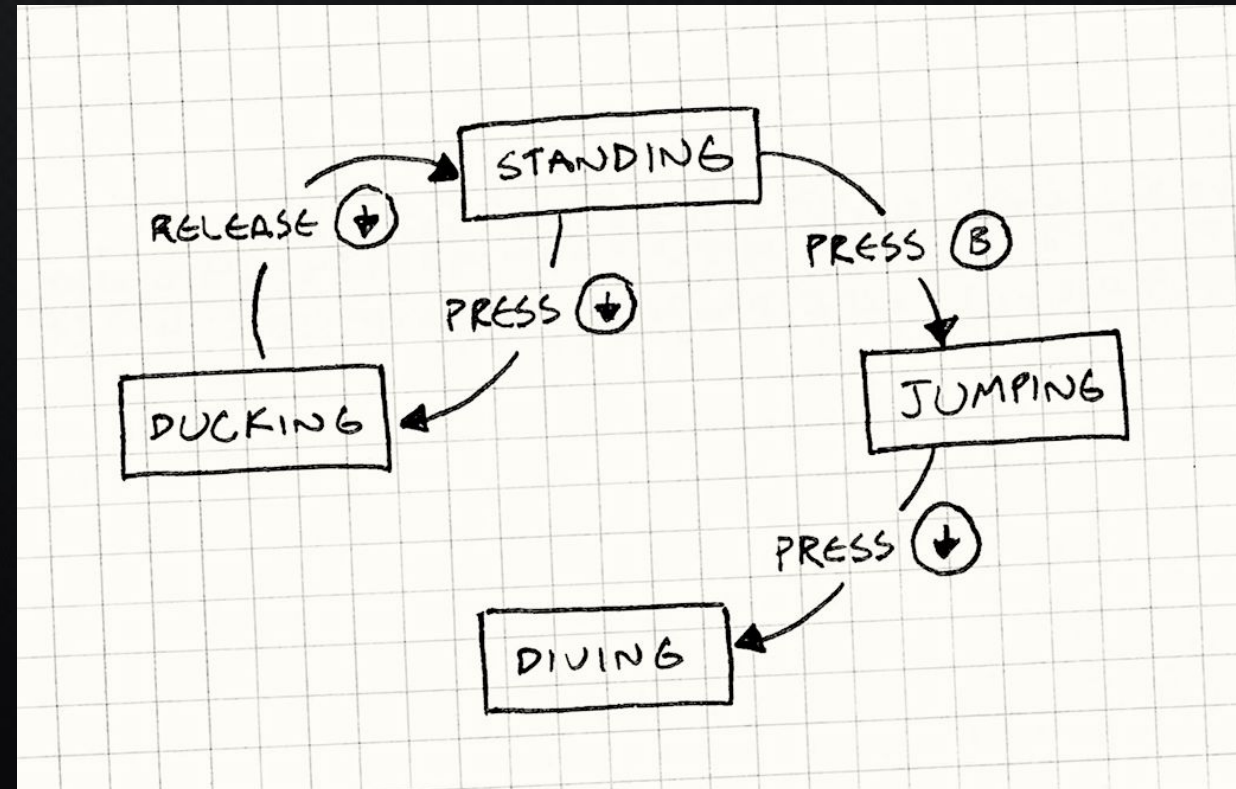 STANDING
RELEASE ↓
PRESS B
PRESS ↓
DUCKING
JUMPING
PRESS ↓
DIVING